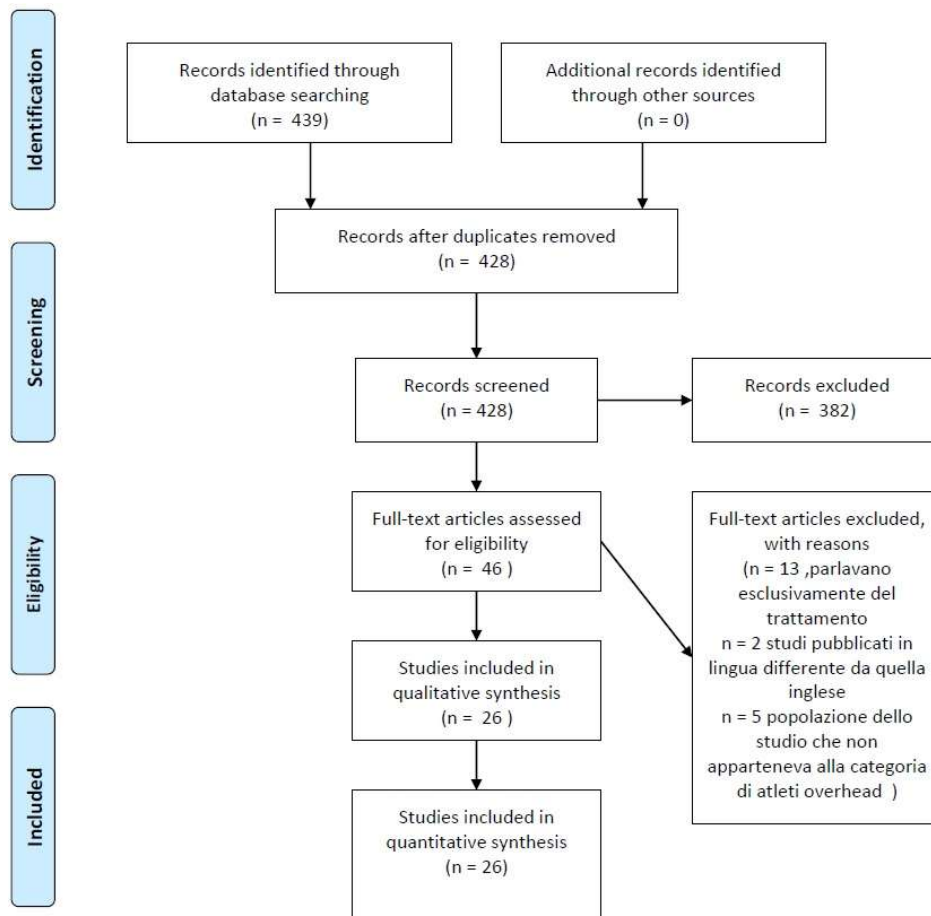 Identification
Records identified through
database searching
(n = 439)
Additional records identified
through other sources
(n = 0)
Records after duplicates removed
(n = 428)
Screening
Records screened
(n = 428)
Records excluded
(n = 382)
Eligibility
Full-text articles assessed
for eligibility
(n = 46 )
Full-text articles excluded,
with reasons
(n = 13 ,parlavano
esclusivamente del
trattamento
n = 2 studi pubblicati in
lingua differente da quella
inglese
n = 5 popolazione dello
studio che non
apparteneva alla categoria
di atleti overhead )
Studies included in
qualitative synthesis
(n = 26 )
Included
Studies included in
quantitative synthesis
(n = 26)